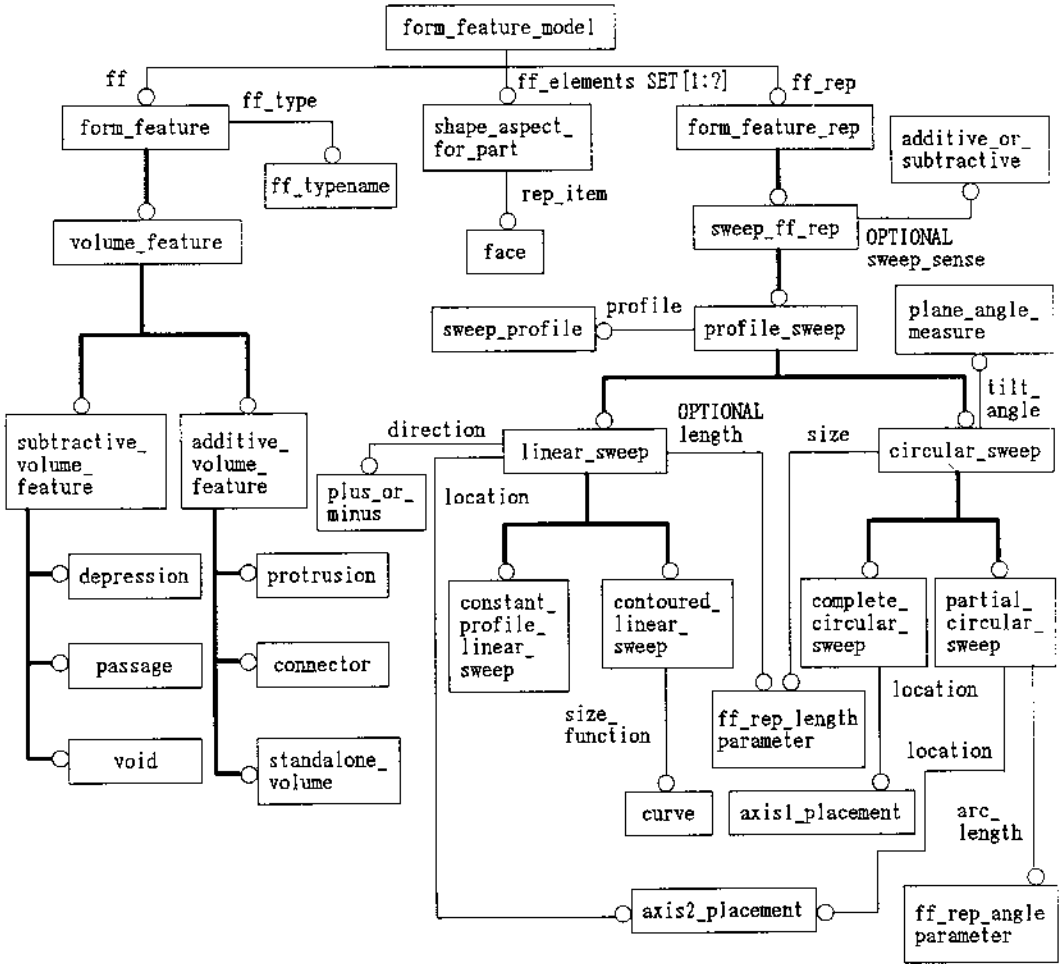 form_feature_model
ff
ff_elements SET[1:?]
ff_rep
ff_type
form_feature
shape_aspect_
for_part
form_feature_rep
additive_or_
subtractive
ff_typename
rep_item
volume_feature
face
sweep_ff_rep
OPTIONAL
sweep_sense
profile
sweep_profile
profile_sweep
plane_angle_
measure
tilt_
angle
OPTIONAL
length
direction
size
subtractive_
volume_
feature
additive_
volume_
feature
linear_sweep
circular_sweep
plus_or_
minus
location
depression
protrusion
constant_
profile_
linear_
sweep
contoured_
linear_
sweep
complete_
circular_
sweep
partial_
circular_
sweep
passage
connector
location
size_
function
ff_rep_length
parameter
location
void
standalone_
volume
curve
axis1_placement
arc_
length
axis2_placement
ff_rep_angle
parameter